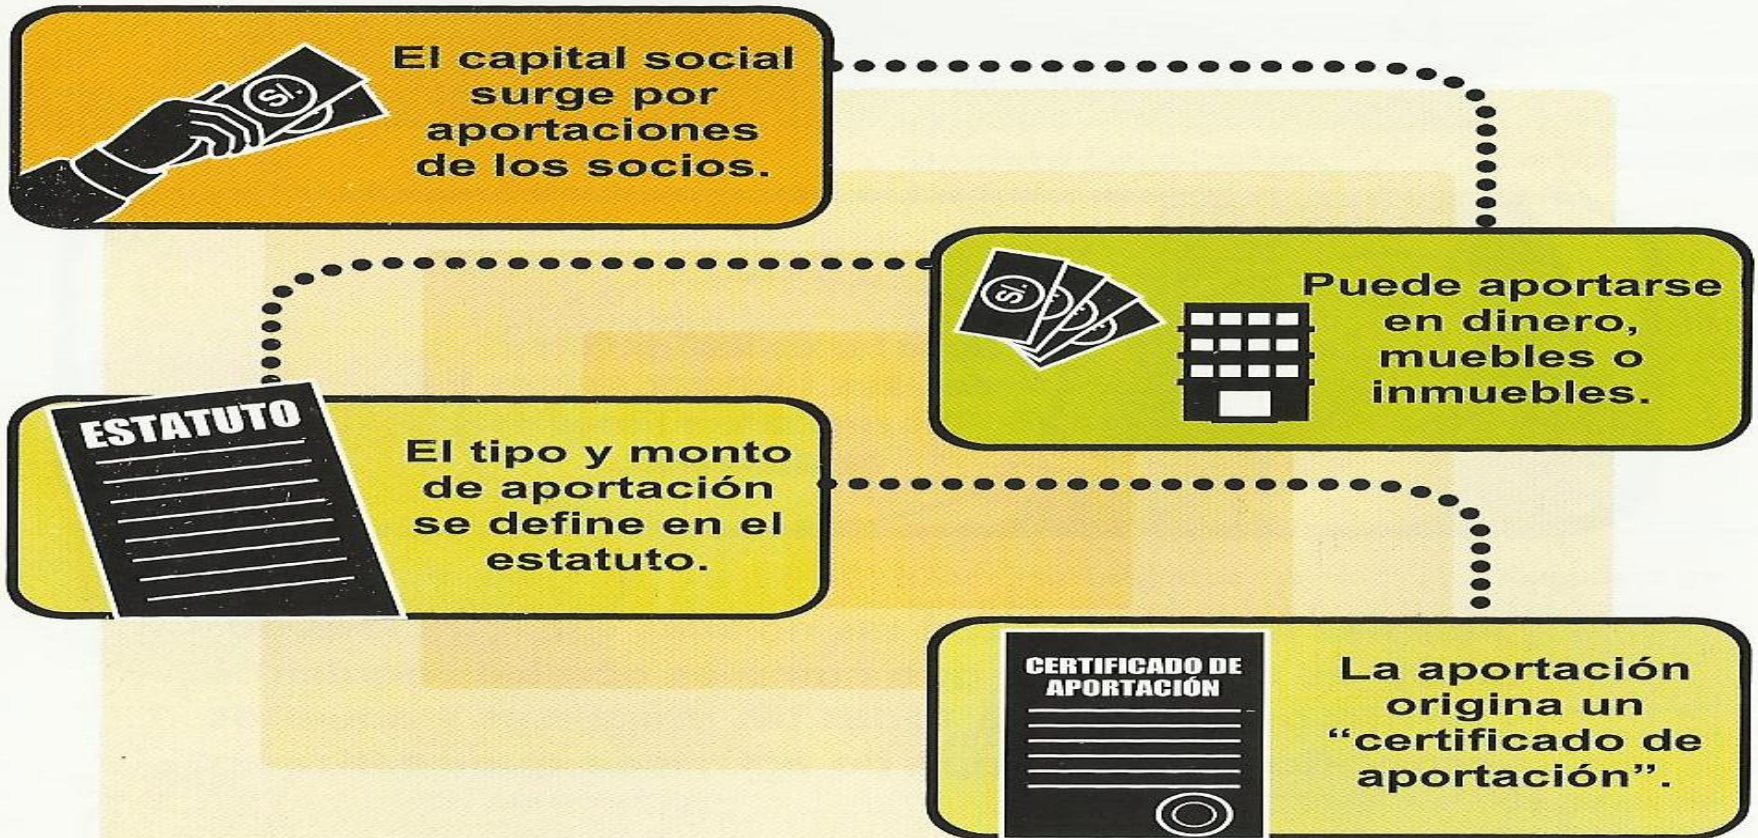 El capital social
surge por
aportaciones
de los socios.
S/.
Puede aportarse
en dinero,
muebles o
inmuebles.
S/.
ESTATUTO
El tipo y monto
de aportación
se define en el
estatuto.
CERTIFICADO DE
APORTACIÓN
La aportación
origina un
“certificado de
aportación”.